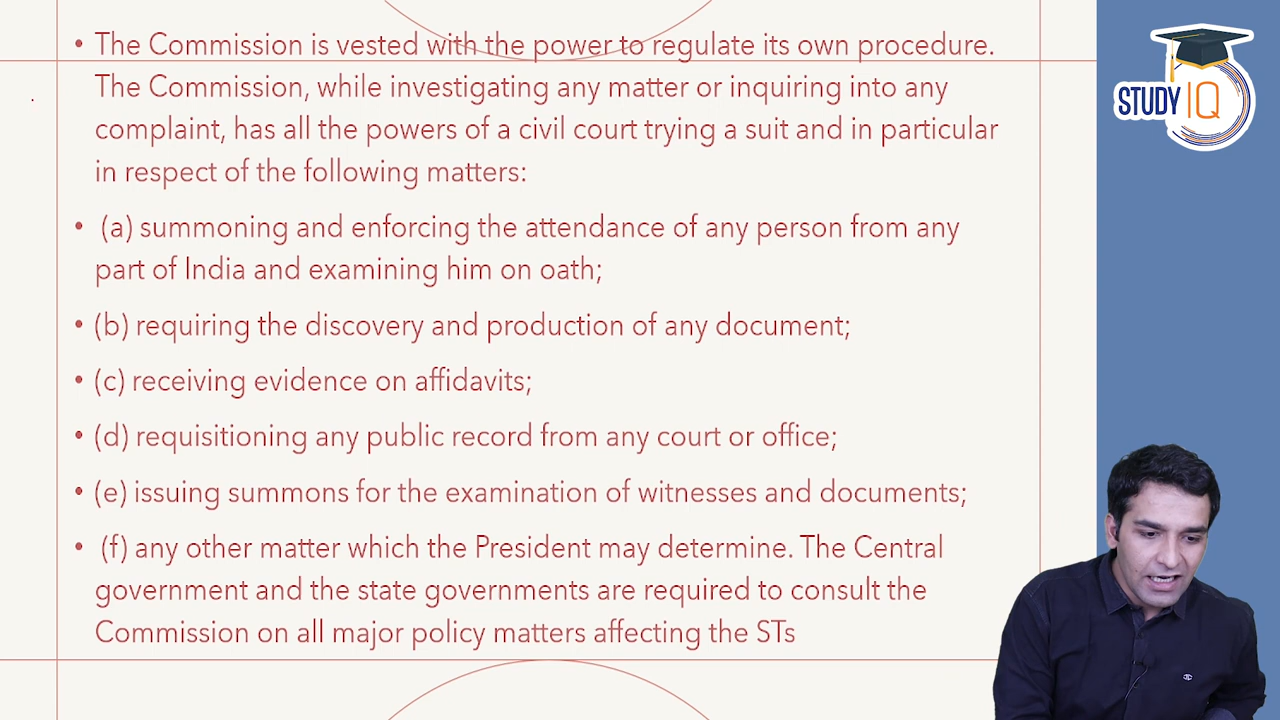 • The Commission is vested with the power to regulate its own procedure.
The Commission, while investigating any matter or inquiring into any
complaint, has all the powers of a civil court trying a suit and in particular
in respect of the following matters:
• (a) summoning and enforcing the attendance of any person from any
part of India and examining him on oath;
• (b) requiring the discovery and production of any document;
• (c) receiving evidence on affidavits;
• (d) requisitioning any public record from any court or office;
• (e) issuing summons for the examination of witnesses and documents;
• (f) any other matter which the President may determine. The Central
government and the state governments are required to consult the
Commission on all major policy matters affecting the STs
STUDY IQ